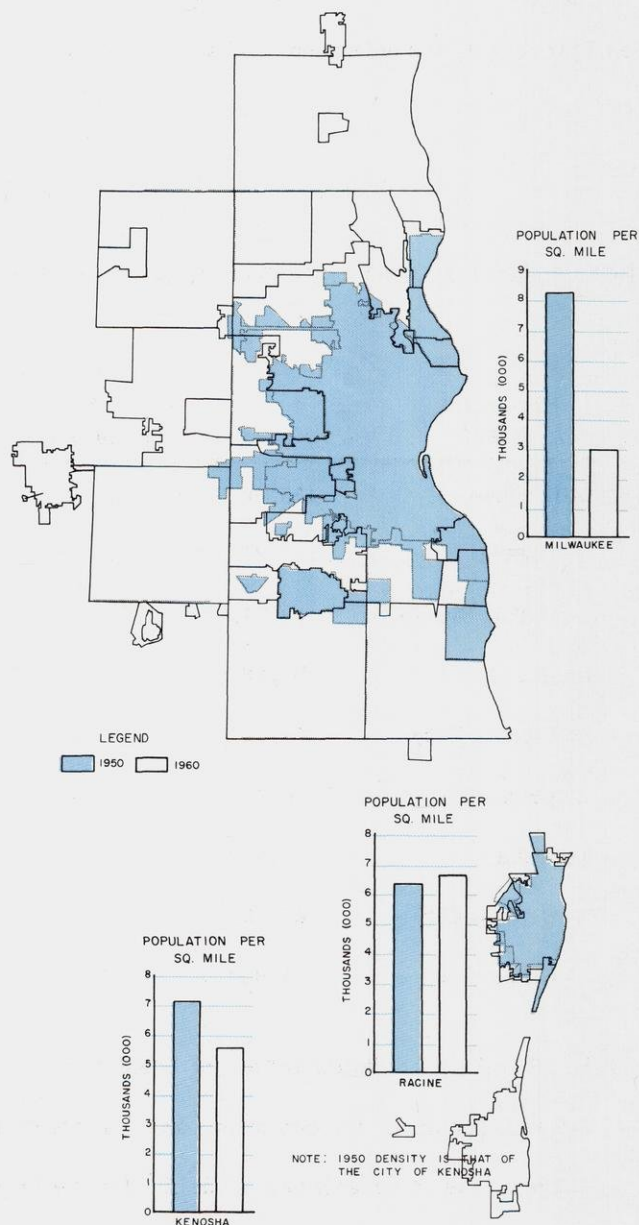 POPULATION PER
SQ. MILE
9
8
7
6
5
4
3
2
1
0
THOUSANDS (000)
MILWAUKEE
LEGEND
1950
1960
POPULATION PER
SQ. MILE
8
7
6
5
4
3
2
1
0
THOUSANDS (000)
RACINE
POPULATION PER
SQ. MILE
8
7
6
5
4
3
2
1
0
THOUSANDS (000)
KENOSHA
NOTE: 1950 DENSITY IS THAT OF
THE CITY OF KENOSHA